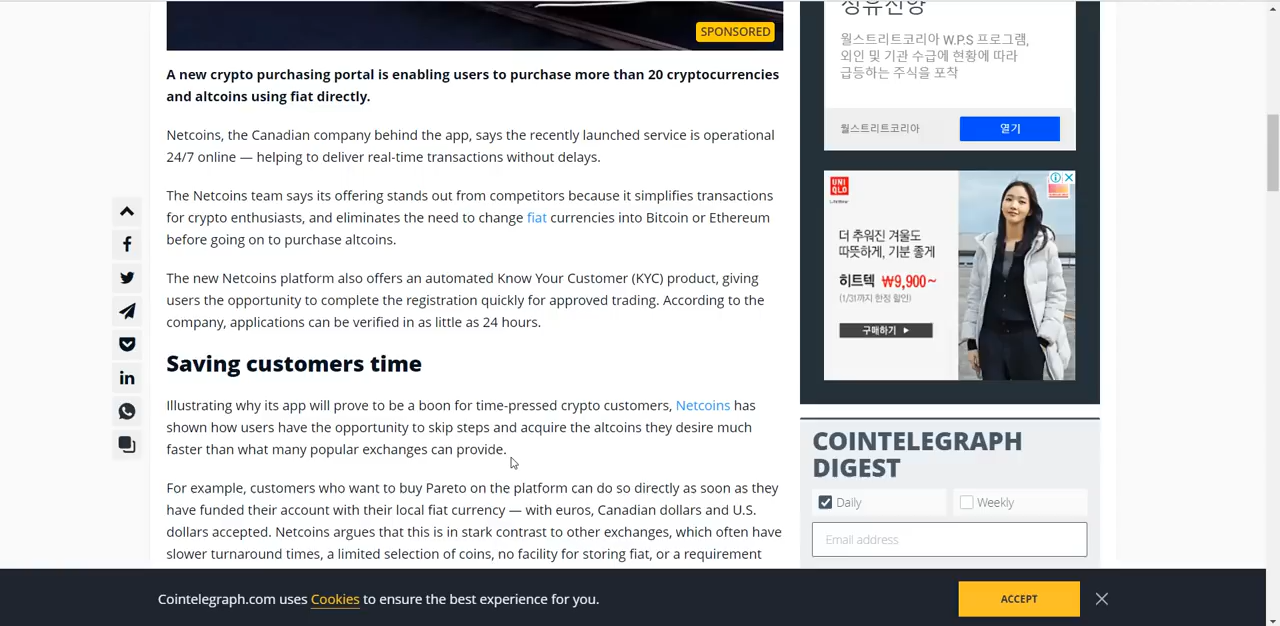 SPONSORED
A new crypto purchasing portal is enabling users to purchase more than 20 cryptocurrencies
and altcoins using fiat directly.
Netcoins, the Canadian company behind the app, says the recently launched service is operational
24/7 online — helping to deliver real-time transactions without delays.
The Netcoins team says its offering stands out from competitors because it simplifies transactions
for crypto enthusiasts, and eliminates the need to change fiat currencies into Bitcoin or Ethereum
before going on to purchase altcoins.
The new Netcoins platform also offers an automated Know Your Customer (KYC) product, giving
users the opportunity to complete the registration quickly for approved trading. According to the
company, applications can be verified in as little as 24 hours.
Saving customers time
Illustrating why its app will prove to be a boon for time-pressed crypto customers, Netcoins has
shown how users have the opportunity to skip steps and acquire the altcoins they desire much
faster than what many popular exchanges can provide.
For example, customers who want to buy Pareto on the platform can do so directly as soon as they
have funded their account with their local fiat currency — with euros, Canadian dollars and U.S.
dollars accepted. Netcoins argues that this is in stark contrast to other exchanges, which often have
slower turnaround times, a limited selection of coins, no facility for storing fiat, or a requirement
월스트리트코리아 W.P.S 프로그램,
외인 및 기관 수급에 현황에 따라
급등하는 주식을 포착
월스트리트코리아
열기
UNI
QLO
더 추워진 겨울도
따뜻하게, 기분 좋게
히트텍 ₩9,900~
(1/31까지 한정 할인)
구매하기
COINTELEGRAPH
DIGEST
Daily
Weekly
Email address
Cointelegraph.com uses Cookies to ensure the best experience for you.
ACCEPT